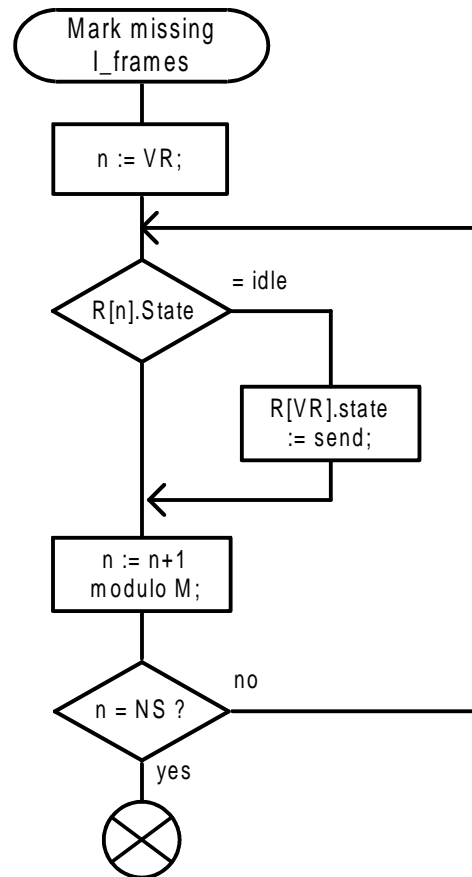 Mark missing
I_frames
n := VR;
= idle
R[n].State
R[VR].state
:= send;
n := n+1
modulo M;
no
n = NS ?
yes